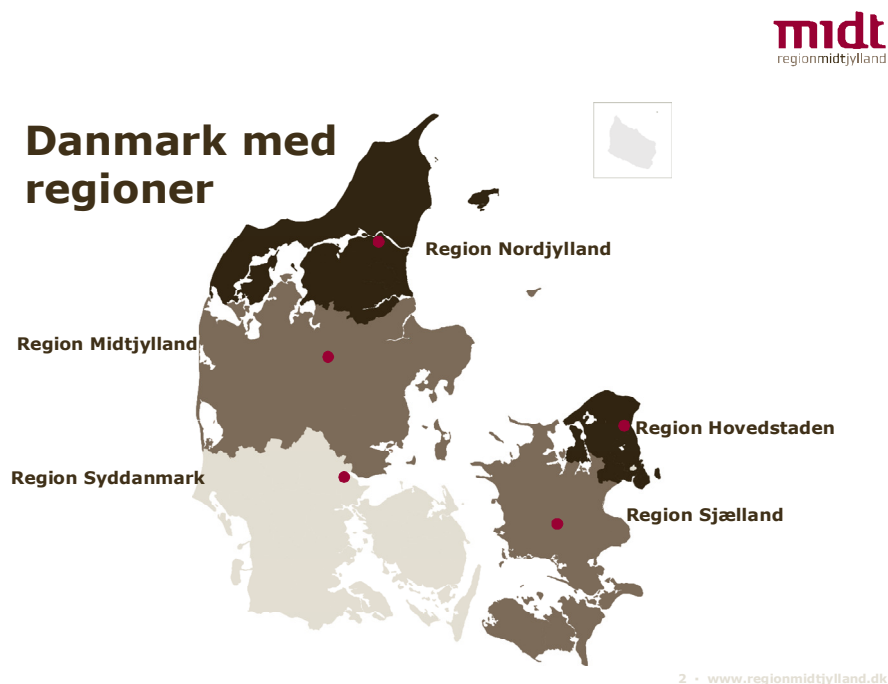 midt
regionmidtjylland
Danmark med
regioner
Region Nordjylland
Region Midtjylland
Region Hovedstaden
Region Syddanmark
Region Sjælland
2 · www.regionmidtjylland.dk